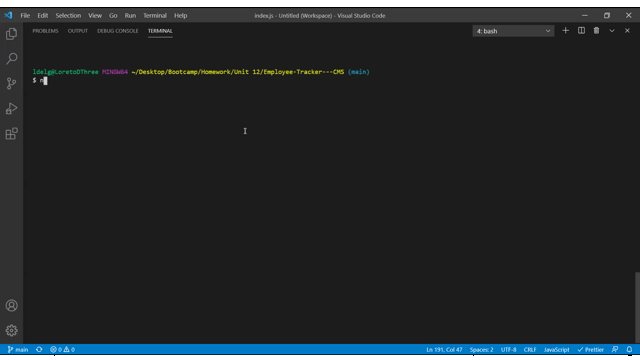 File Edit Selection View Go Run Terminal Help index.js - Untitled (Workspace) - Visual Studio Code
PROBLEMS OUTPUT DEBUG CONSOLE TERMINAL 4: bash
ldelg@LoretoDThree MINGW64 ~/Desktop/Bootcamp/Homework/Unit 12/Employee-Tracker---CMS (main)
$ n
main 0 0 Ln 191, Col 47 Spaces: 2 UTF-8 CRLF JavaScript Prettier